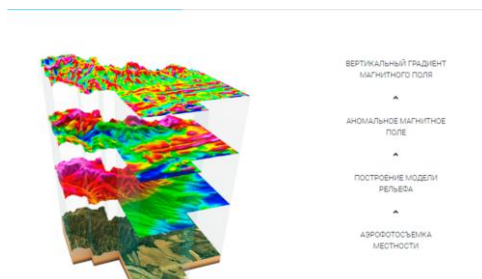 ВЕРТИКАЛЬНЫЙ ГРАДИЕНТ
МАГНИТНОГО ПОЛЯ
АНОМАЛЬНОЕ МАГНИТНОЕ
ПОЛЕ
ПОСТРОЕНИЕ МОДЕЛИ
РЕЛЬЕФА
АЭРОФОТОСЪЕМКА
МЕСТНОСТИ